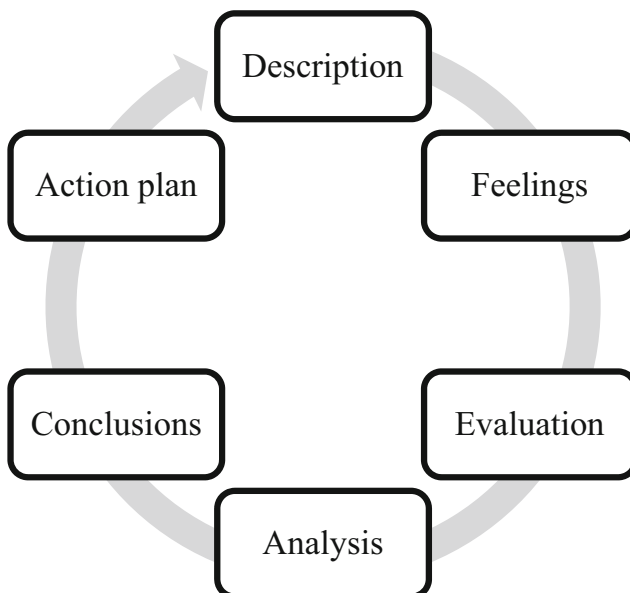 Description
Feelings
Evaluation
Analysis
Conclusions
Action plan